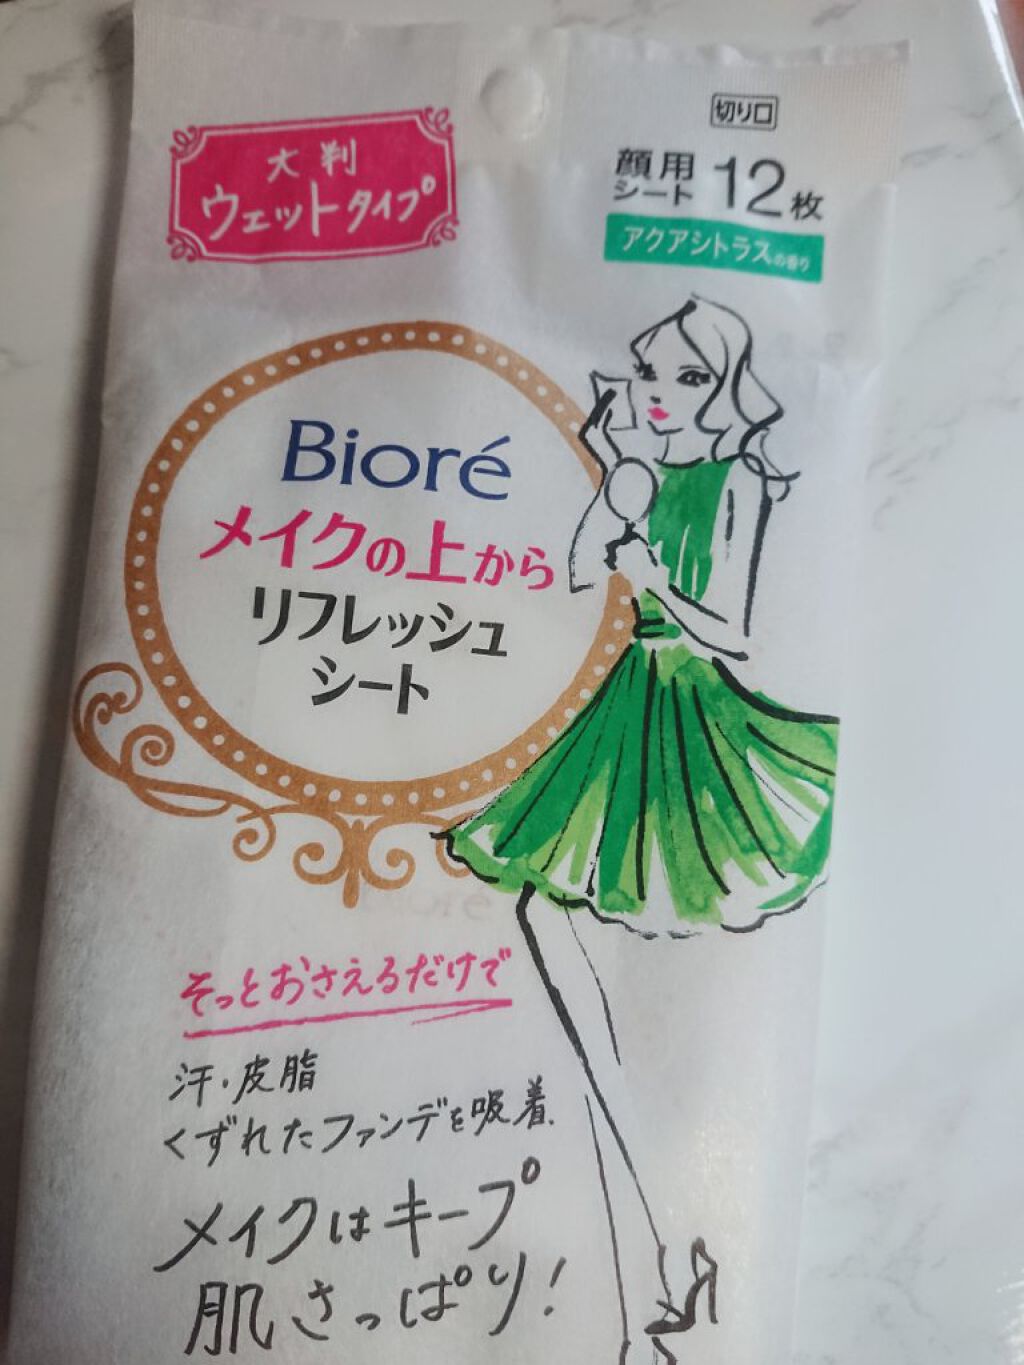 大判
ウェットタイプ
切り口
顔用
シート
12枚
アクアシトラスの香り
Bioré
メイクの上から
リフレッシュ
シート
そっとおさえるだけで
汗・皮脂
くずれたファンデを吸着。
メイクはキープ
肌さっぱり!